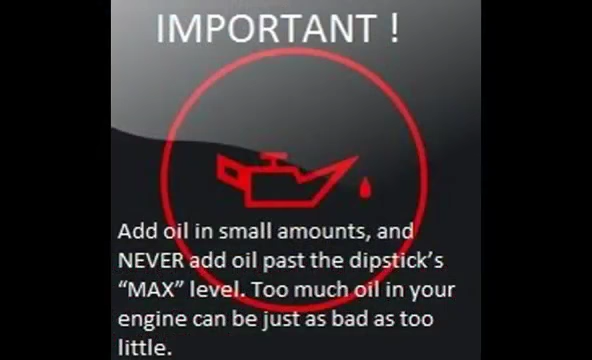 IMPORTANT !
Add oil in small amounts, and
NEVER add oil past the dipstick’s
“MAX” level. Too much oil in your
engine can be just as bad as too
little.